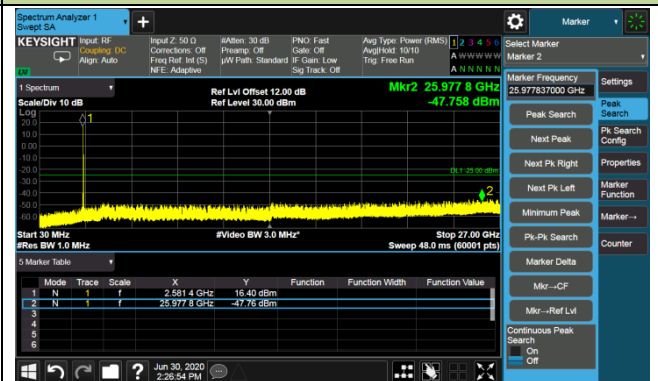 Spectrum Analyzer 1
Swept SA
Marker
KEYSIGHT
Input: RF
Coupling: DC
Align: Auto
Input Z: 50 Ω
Corrections: Off
Freq Ref: Int (S)
NFE: Adaptive
#Atten: 30 dB
Preamp: Off
µW Path: Standard
PNO: Fast
Gate: Off
IF Gain: Low
Sig Track: Off
Avg Type: Power (RMS)
Avg|Hold: 10/10
Trig: Free Run
1 2 3 4 5 6
A W W W W W
A N N N N N
LW
Select Marker
Marker 2
1 Spectrum
Scale/Div 10 dB
Log
Ref Lvl Offset 12.00 dB
Ref Level 30.00 dBm
Mkr2 25.977 8 GHz
-47.758 dBm
20.0
10.0
0.00
-10.0
-20.0
-30.0
-40.0
-50.0
-60.0
1
DL1 -25.00 dBm
2
Start 30 MHz
#Res BW 1.0 MHz
#Video BW 3.0 MHz*
Stop 27.00 GHz
Sweep 48.0 ms (60001 pts)
5 Marker Table
Mode Trace Scale X Y Function Function Width Function Value
1 N 1 f 2.581 4 GHz 16.40 dBm
2 N 1 f 25.977 8 GHz -47.76 dBm
3
4
5
6
Marker Frequency
25.977837000 GHz
Peak Search
Next Peak
Next Pk Right
Next Pk Left
Minimum Peak
Pk-Pk Search
Marker Delta
Mkr→CF
Mkr→Ref Lvl
Continuous Peak Search
On
Off
Settings
Peak Search
Pk Search Config
Properties
Marker Function
Marker→
Counter
Jun 30, 2020
2:26:54 PM